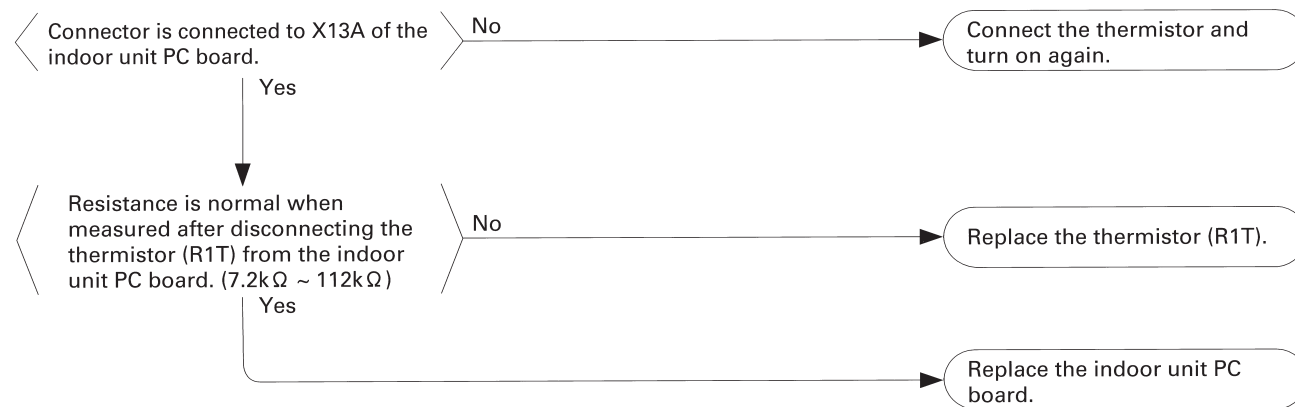 Connector is connected to X13A of the
indoor unit PC board.
No
Connect the thermistor and
turn on again.
Yes
Resistance is normal when
measured after disconnecting the
thermistor (R1T) from the indoor
unit PC board. (7.2kΩ ~ 112kΩ)
No
Replace the thermistor (R1T).
Yes
Replace the indoor unit PC
board.